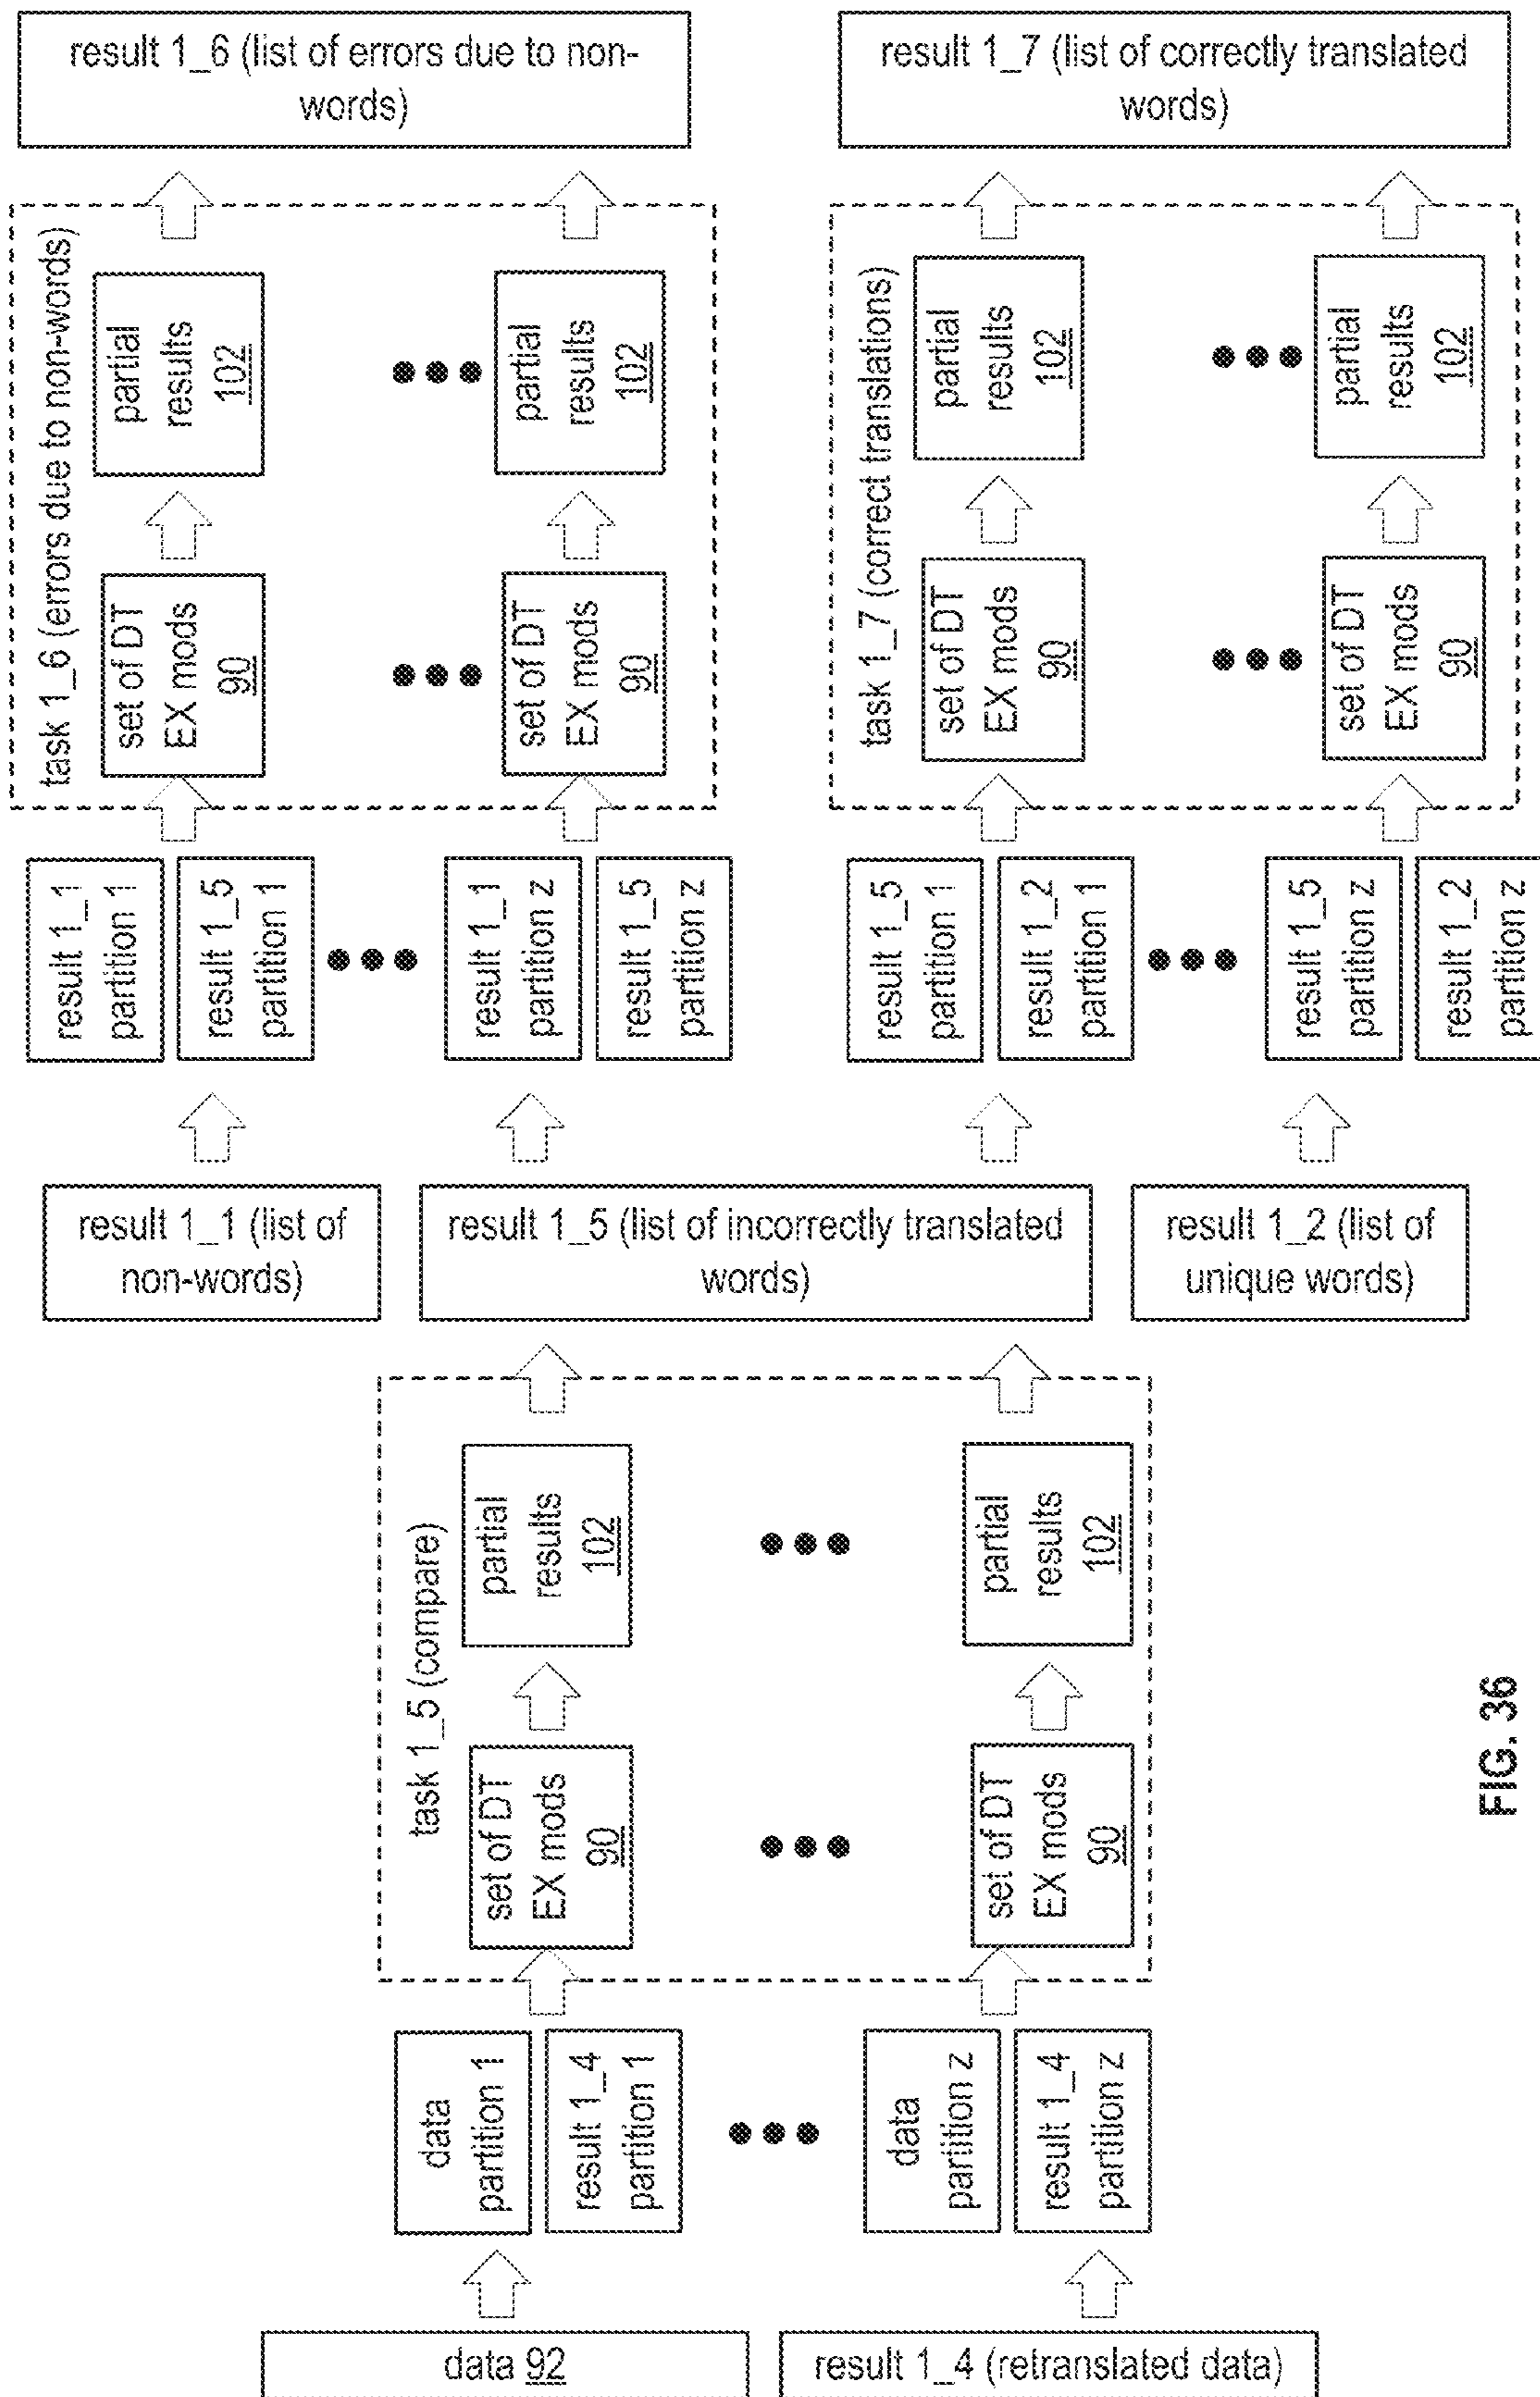 result 1_6 (list of errors due to non-
words)
result 1_7 (list of correctly translated
words)
task 1_6 (errors due to non-words)
partial
results
102
partial
results
102
set of DT
EX mods
90
set of DT
EX mods
90
task 1_7 (correct translations)
partial
results
102
partial
results
102
set of DT
EX mods
90
set of DT
EX mods
90
result 1_1
partition 1
result 1_5
partition 1
result 1_1
partition z
result 1_5
partition z
result 1_5
partition 1
result 1_2
partition 1
result 1_5
partition z
result 1_2
partition z
result 1_1 (list of
non-words)
result 1_5 (list of incorrectly translated
words)
result 1_2 (list of
unique words)
task 1_5 (compare)
partial
results
102
partial
results
102
set of DT
EX mods
90
set of DT
EX mods
90
data
partition 1
result 1_4
partition 1
data
partition z
result 1_4
partition z
data 92
result 1_4 (retranslated data)
FIG. 36